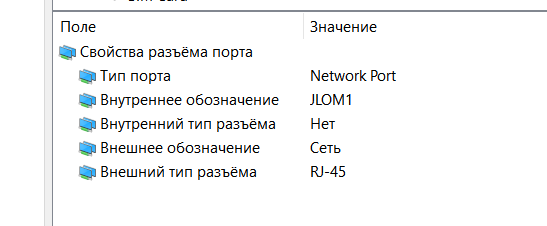 Поле Значение
Свойства разъёма порта
Тип порта Network Port
Внутреннее обозначение JLOM1
Внутренний тип разъёма Нет
Внешнее обозначение Сеть
Внешний тип разъёма RJ-45